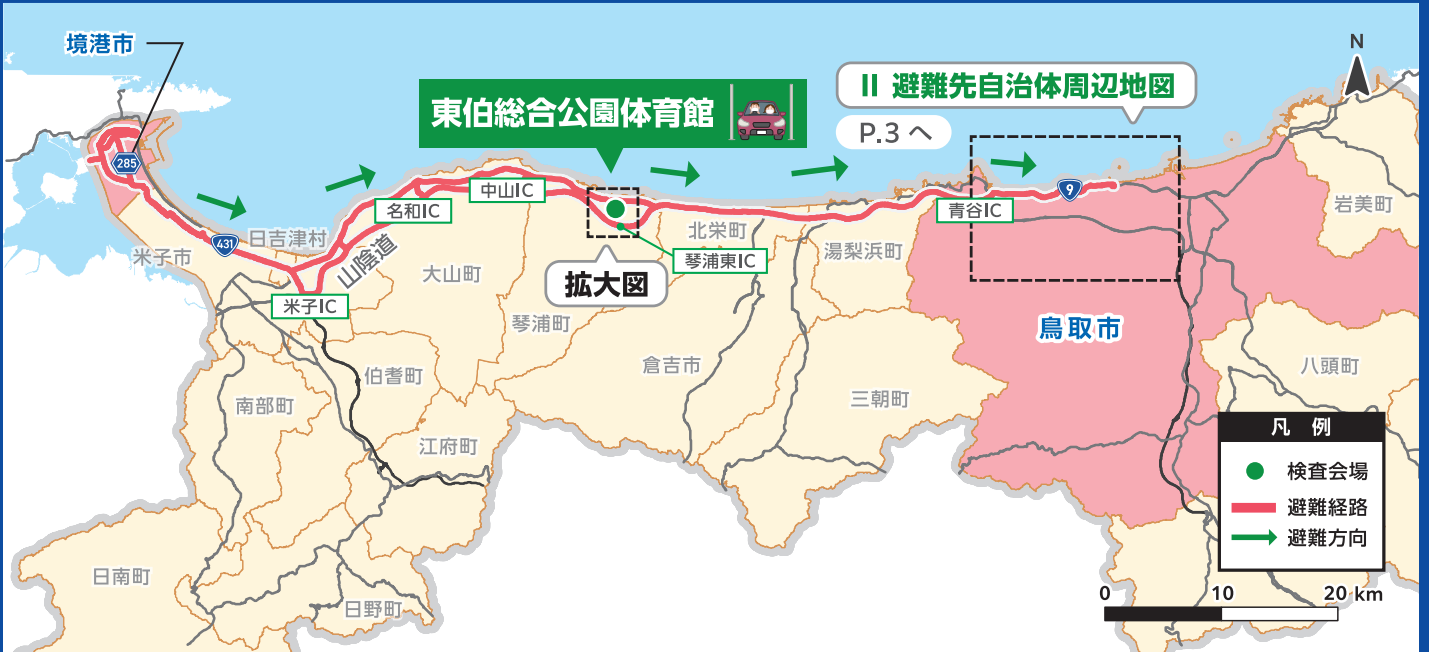 境港市
N
II 避難先自治体周辺地図
P.3 へ
東伯総合公園体育館
285
中山IC
9
名和IC
青谷IC
岩美町
431
日吉津村
北栄町
米子市
山陰道
琴浦東IC
湯梨浜町
大山町
拡大図
米子IC
琴浦町
鳥取市
倉吉市
八頭町
伯耆町
三朝町
南部町
江府町
凡 例
検査会場
避難経路
避難方向
日南町
日野町
0 10 20 km